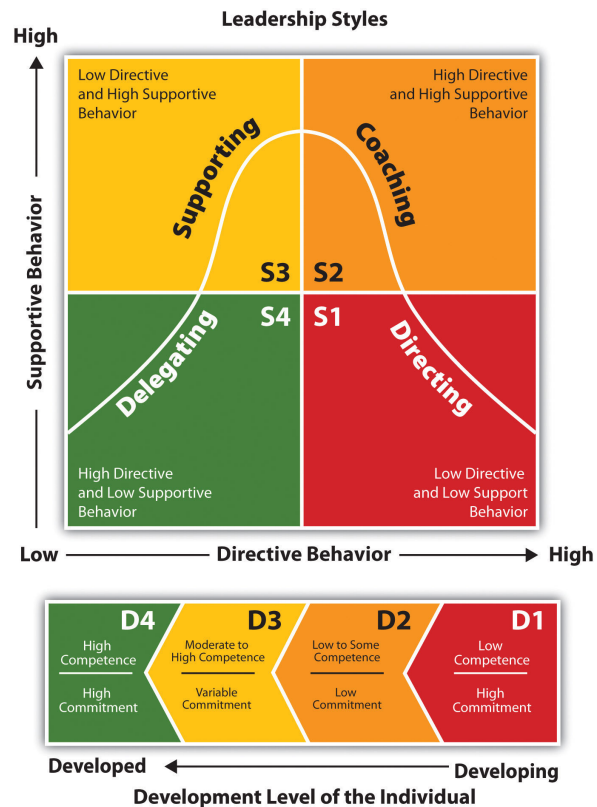 Leadership Styles
High
Low Directive
and High Supportive
Behavior
High Directive
and High Supportive
Behavior
Supporting
Coaching
S3
S2
Supportive Behavior
S4
S1
Delegating
Directing
High Directive
and Low Supportive
Behavior
Low Directive
and Low Support
Behavior
Low
Directive Behavior
High
D4
High
Competence
High
Commitment
D3
Moderate to
High Competence
Variable
Commitment
D2
Low to Some
Competence
Low
Commitment
D1
Low
Competence
High
Commitment
Developed
Developing
Development Level of the Individual